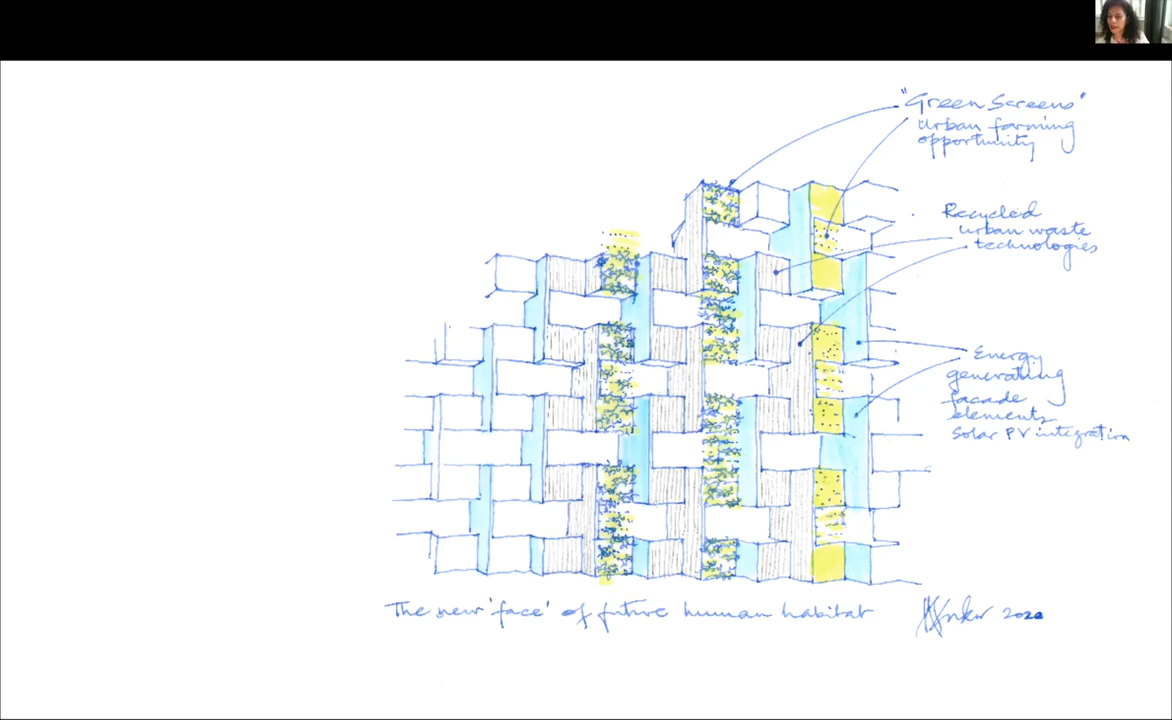 "Green Screens"
Urban farming
opportunity
Recycled
urban waste
technologies
Energy
generating
facade
elements
Solar PV integration
The new 'face' of future human habitat
2020